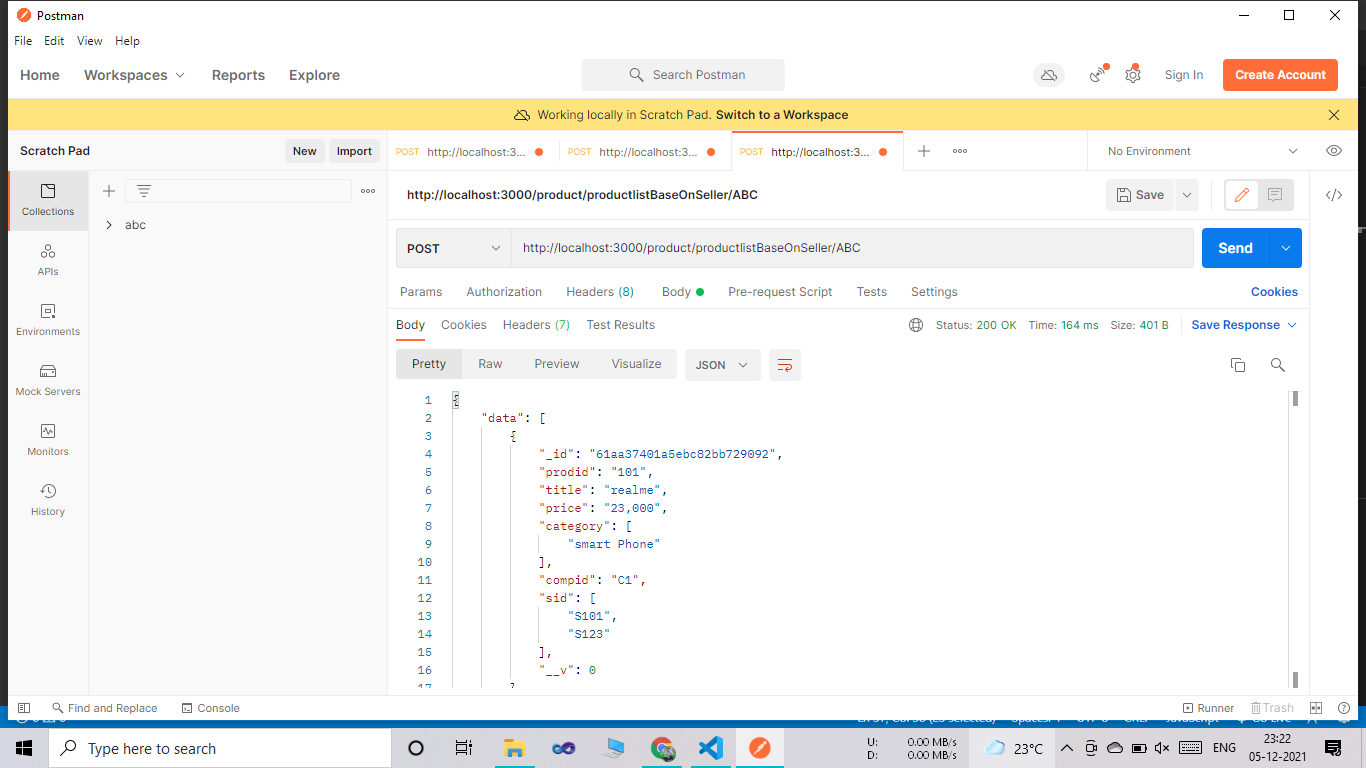 Postman
File Edit View Help
Home Workspaces Reports Explore Search Postman Sign In Create Account
Working locally in Scratch Pad. Switch to a Workspace
Scratch Pad New Import POST http://localhost:3... POST http://localhost:3... POST http://localhost:3... No Environment
Collections
abc
http://localhost:3000/product/productlistBaseOnSeller/ABC Save
APIs
POST http://localhost:3000/product/productlistBaseOnSeller/ABC Send
Params Authorization Headers (8) Body Pre-request Script Tests Settings Cookies
Environments
Body Cookies Headers (7) Test Results Status: 200 OK Time: 164 ms Size: 401 B Save Response
Pretty Raw Preview Visualize JSON
Mock Servers
Monitors
History
1 {
2 "data": [
3 {
4 "_id": "61aa37401a5ebc82bb729092",
5 "prodid": "101",
6 "title": "realme",
7 "price": "23,000",
8 "category": [
9 "smart Phone"
10 ],
11 "compid": "C1",
12 "sid": [
13 "S101",
14 "S123"
15 ],
16 "__v": 0
17 }
Find and Replace Console Runner Trash
Type here to search
U: 0.00 MB/s
D: 0.00 MB/s
23°C
ENG
23:22
05-12-2021